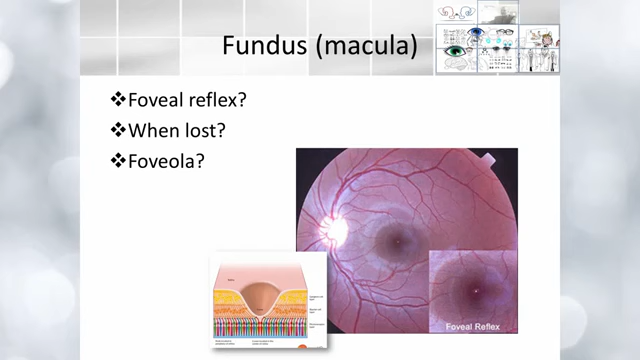 Fundus (macula)
❖Foveal reflex?
❖When lost?
❖Foveola?
Foveal Reflex